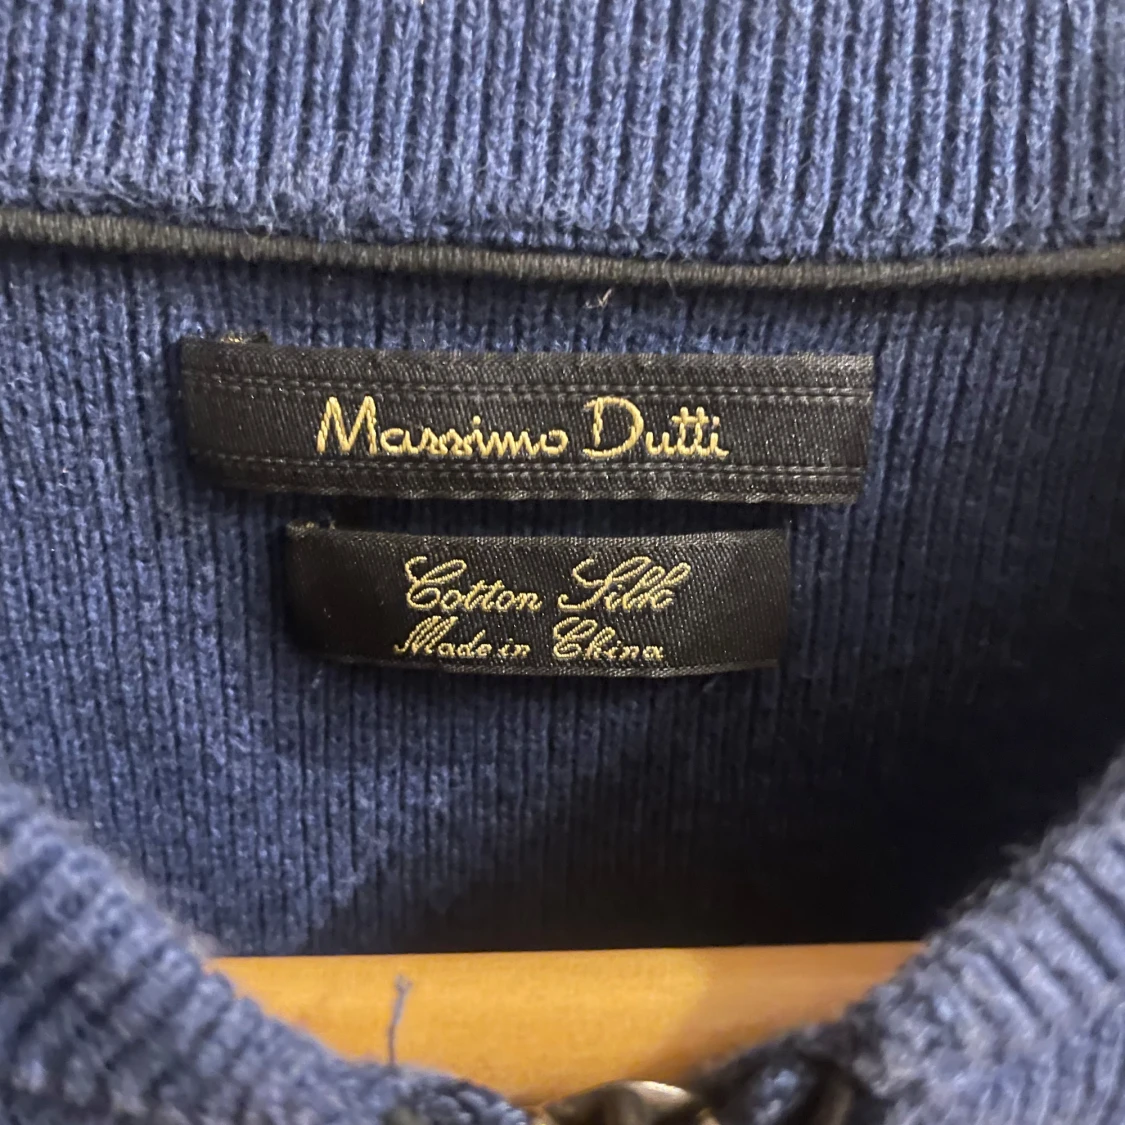 Massimo Dutti
Cotton Silk
Made in China